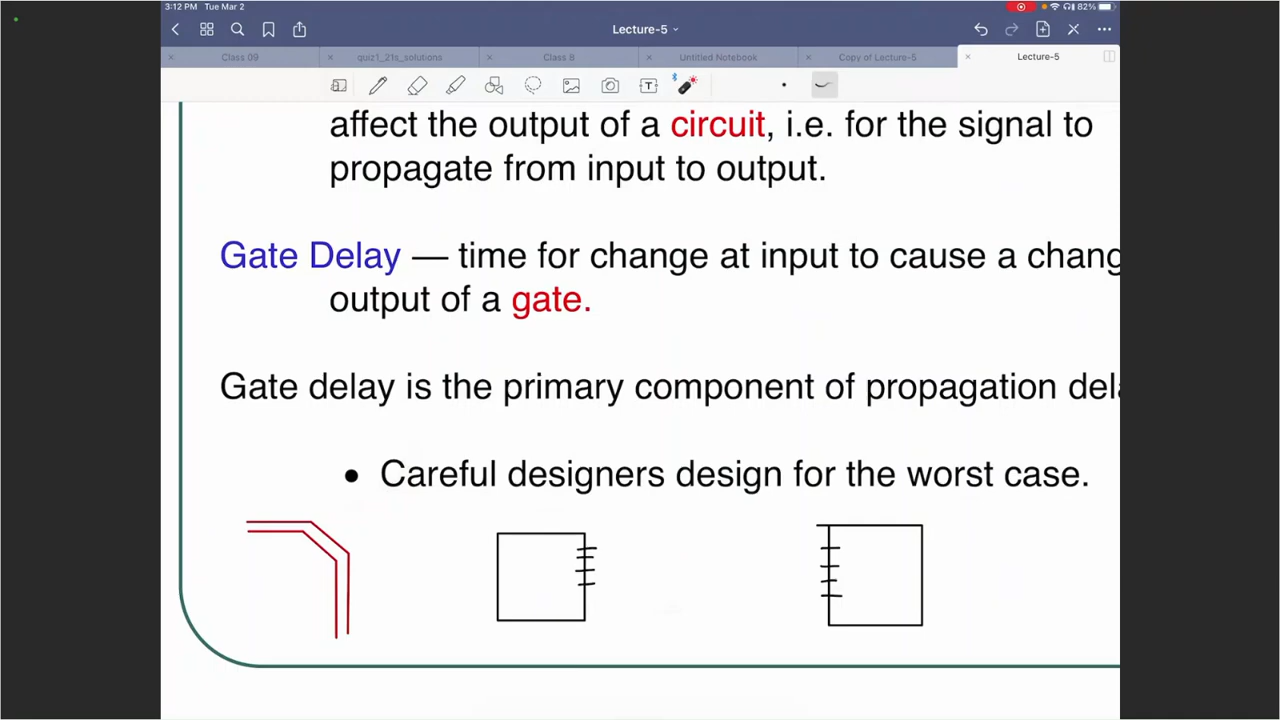 3:12 PM Tue Mar 2
82%
Lecture-5
Class 09
quiz1_21s_solutions
Class 8
Untitled Notebook
Copy of Lecture-5
Lecture-5
affect the output of a circuit, i.e. for the signal to
propagate from input to output.
Gate Delay — time for change at input to cause a chang
output of a gate.
Gate delay is the primary component of propagation dela
• Careful designers design for the worst case.